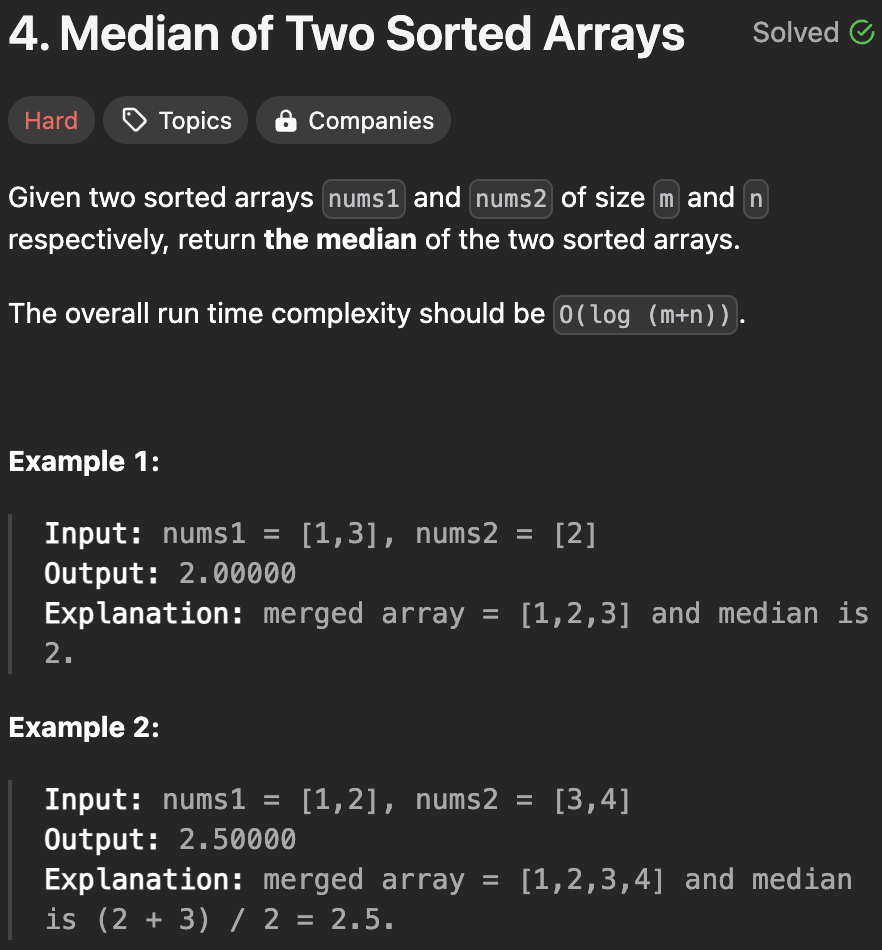 4. Median of Two Sorted Arrays
Solved
Hard
Topics
Companies
Given two sorted arrays nums1 and nums2 of size m and n
respectively, return the median of the two sorted arrays.
The overall run time complexity should be O(log (m+n)).
Example 1:
Input: nums1 = [1,3], nums2 = [2]
Output: 2.00000
Explanation: merged array = [1,2,3] and median is
2.
Example 2:
Input: nums1 = [1,2], nums2 = [3,4]
Output: 2.50000
Explanation: merged array = [1,2,3,4] and median
is (2 + 3) / 2 = 2.5.